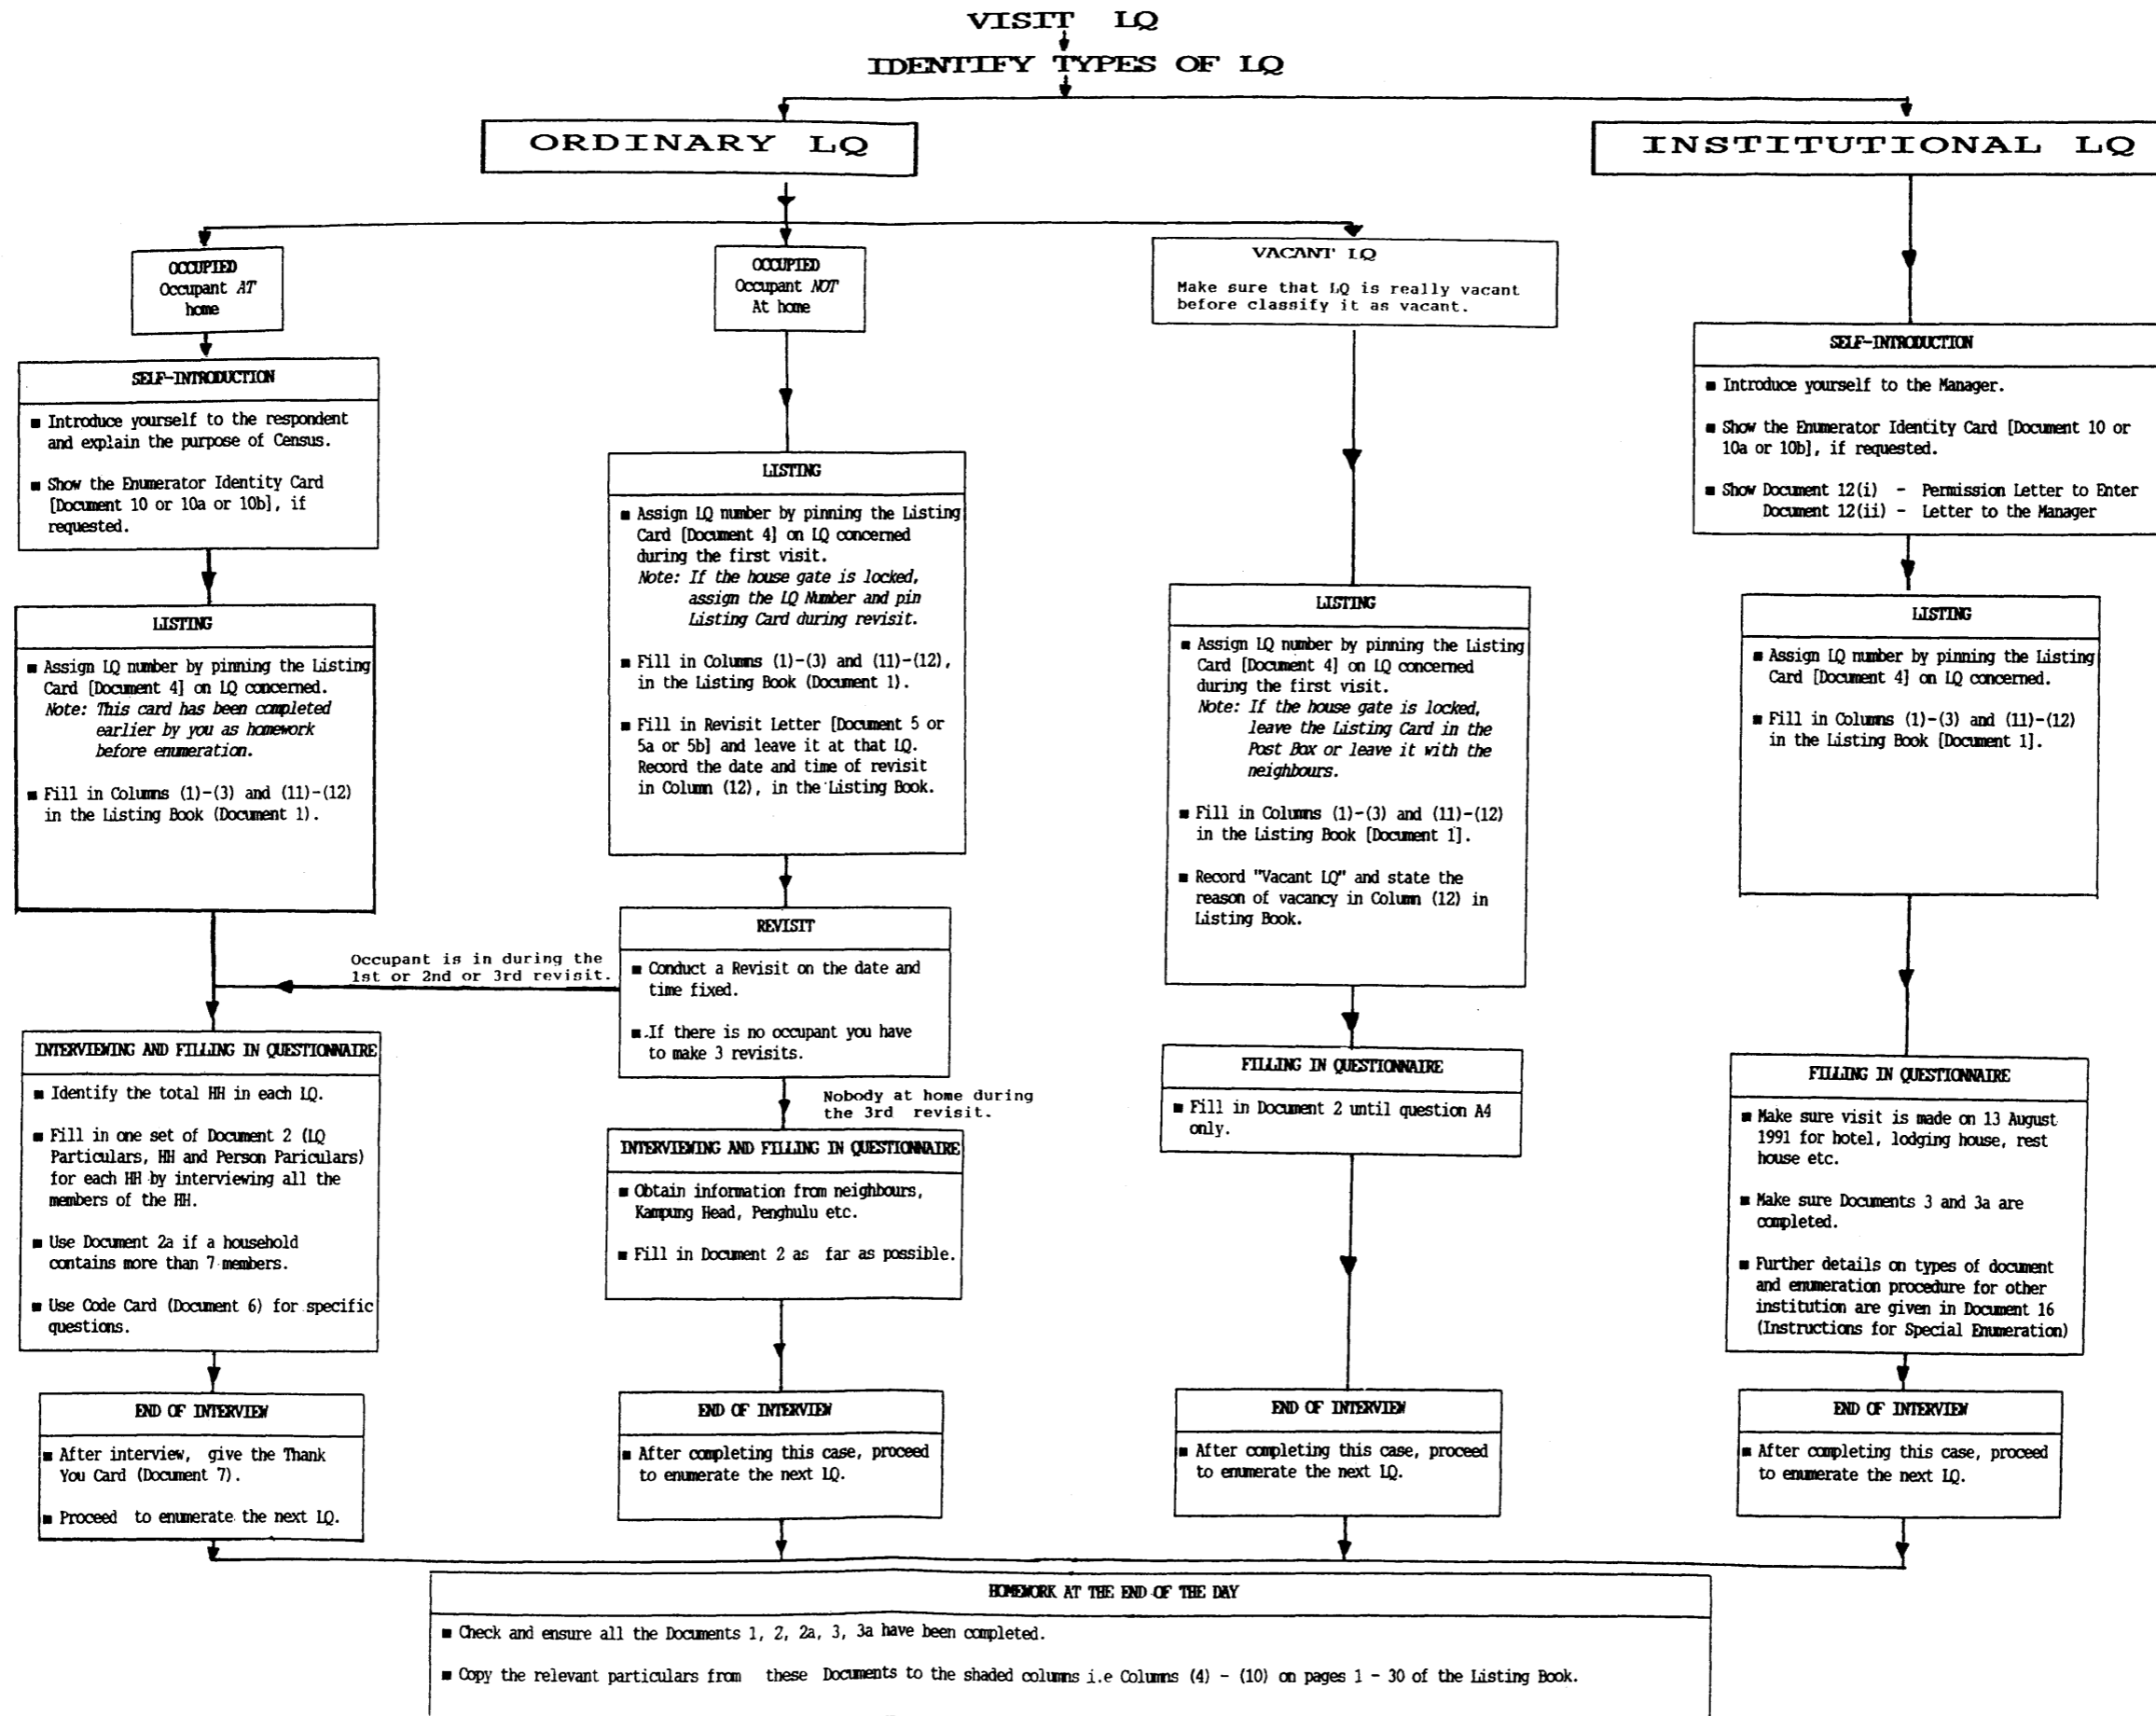 VISIT LQ
IDENTIFY TYPES OF LQ
ORDINARY LQ
INSTITUTIONAL LQ
OCCUPIED
Occupant AT
home
SELF-INTRODUCTION
■ Introduce yourself to the respondent
and explain the purpose of Census.
■ Show the Enumerator Identity Card
[Document 10 or 10a or 10b], if
requested.
LISTING
■ Assign LQ number by pinning the Listing
Card [Document 4] on LQ concerned.
Note: This card has been completed
earlier by you as homework
before enumeration.
■ Fill in Columns (1)-(3) and (11)-(12)
in the Listing Book (Document 1).
INTERVIEWING AND FILLING IN QUESTIONNAIRE
■ Identify the total HH in each LQ.
■ Fill in one set of Document 2 (LQ
Particulars, HH and Person Pariculars)
for each HH by interviewing all the
members of the HH.
■ Use Document 2a if a household
contains more than 7 members.
■ Use Code Card (Document 6) for specific
questions.
END OF INTERVIEW
■ After interview, give the Thank
You Card (Document 7).
■ Proceed to enumerate the next LQ.
OCCUPIED
Occupant NOT
At home
LISTING
■ Assign LQ number by pinning the Listing
Card [Document 4] on LQ concerned
during the first visit.
Note: If the house gate is locked,
assign the LQ Number and pin
Listing Card during revisit.
■ Fill in Columns (1)-(3) and (11)-(12),
in the Listing Book (Document 1).
■ Fill in Revisit Letter [Document 5 or
5a or 5b] and leave it at that LQ.
Record the date and time of revisit
in Column (12), in the Listing Book.
REVISIT
■ Conduct a Revisit on the date and
time fixed.
■ If there is no occupant you have
to make 3 revisits.
Occupant is in during the
1st or 2nd or 3rd revisit.
Nobody at home during
the 3rd revisit.
INTERVIEWING AND FILLING IN QUESTIONNAIRE
■ Obtain information from neighbours,
Kampung Head, Penghulu etc.
■ Fill in Document 2 as far as possible.
END OF INTERVIEW
■ After completing this case, proceed
to enumerate the next LQ.
VACANT LQ
Make sure that LQ is really vacant
before classify it as vacant.
LISTING
■ Assign LQ number by pinning the Listing
Card [Document 4] on LQ concerned
during the first visit.
Note: If the house gate is locked,
leave the Listing Card in the
Post Box or leave it with the
neighbours.
■ Fill in Columns (1)-(3) and (11)-(12)
in the Listing Book [Document 1].
■ Record "Vacant LQ" and state the
reason of vacancy in Column (12) in
Listing Book.
FILLING IN QUESTIONNAIRE
■ Fill in Document 2 until question A4
only.
END OF INTERVIEW
■ After completing this case, proceed
to enumerate the next LQ.
SELF-INTRODUCTION
■ Introduce yourself to the Manager.
■ Show the Enumerator Identity Card [Document 10 or
10a or 10b], if requested.
■ Show Document 12(i) - Permission Letter to Enter
Document 12(ii) - Letter to the Manager
LISTING
■ Assign LQ number by pinning the Listing
Card [Document 4] on LQ concerned.
■ Fill in Columns (1)-(3) and (11)-(12)
in the Listing Book [Document 1].
FILLING IN QUESTIONNAIRE
■ Make sure visit is made on 13 August
1991 for hotel, lodging house, rest
house etc.
■ Make sure Documents 3 and 3a are
completed.
■ Further details on types of document
and enumeration procedure for other
institution are given in Document 16
(Instructions for Special Enumeration)
END OF INTERVIEW
■ After completing this case, proceed
to enumerate the next LQ.
HOMEWORK AT THE END OF THE DAY
■ Check and ensure all the Documents 1, 2, 2a, 3, 3a have been completed.
■ Copy the relevant particulars from these Documents to the shaded columns i.e Columns (4) - (10) on pages 1 - 30 of the Listing Book.